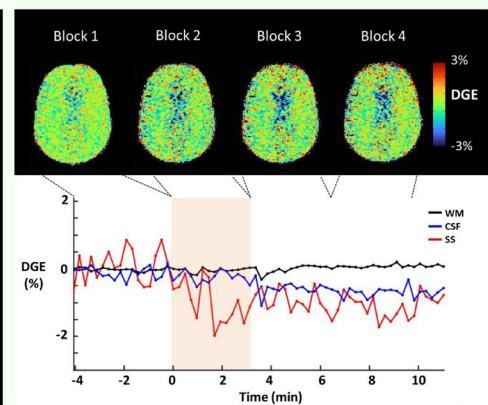 Block 1 Block 2 Block 3 Block 4
3%
DGE
-3%
2
WM
CSF
SS
DGE
(%)
0
-2
-4 -2 0 2 4 6 8 10
Time (min)